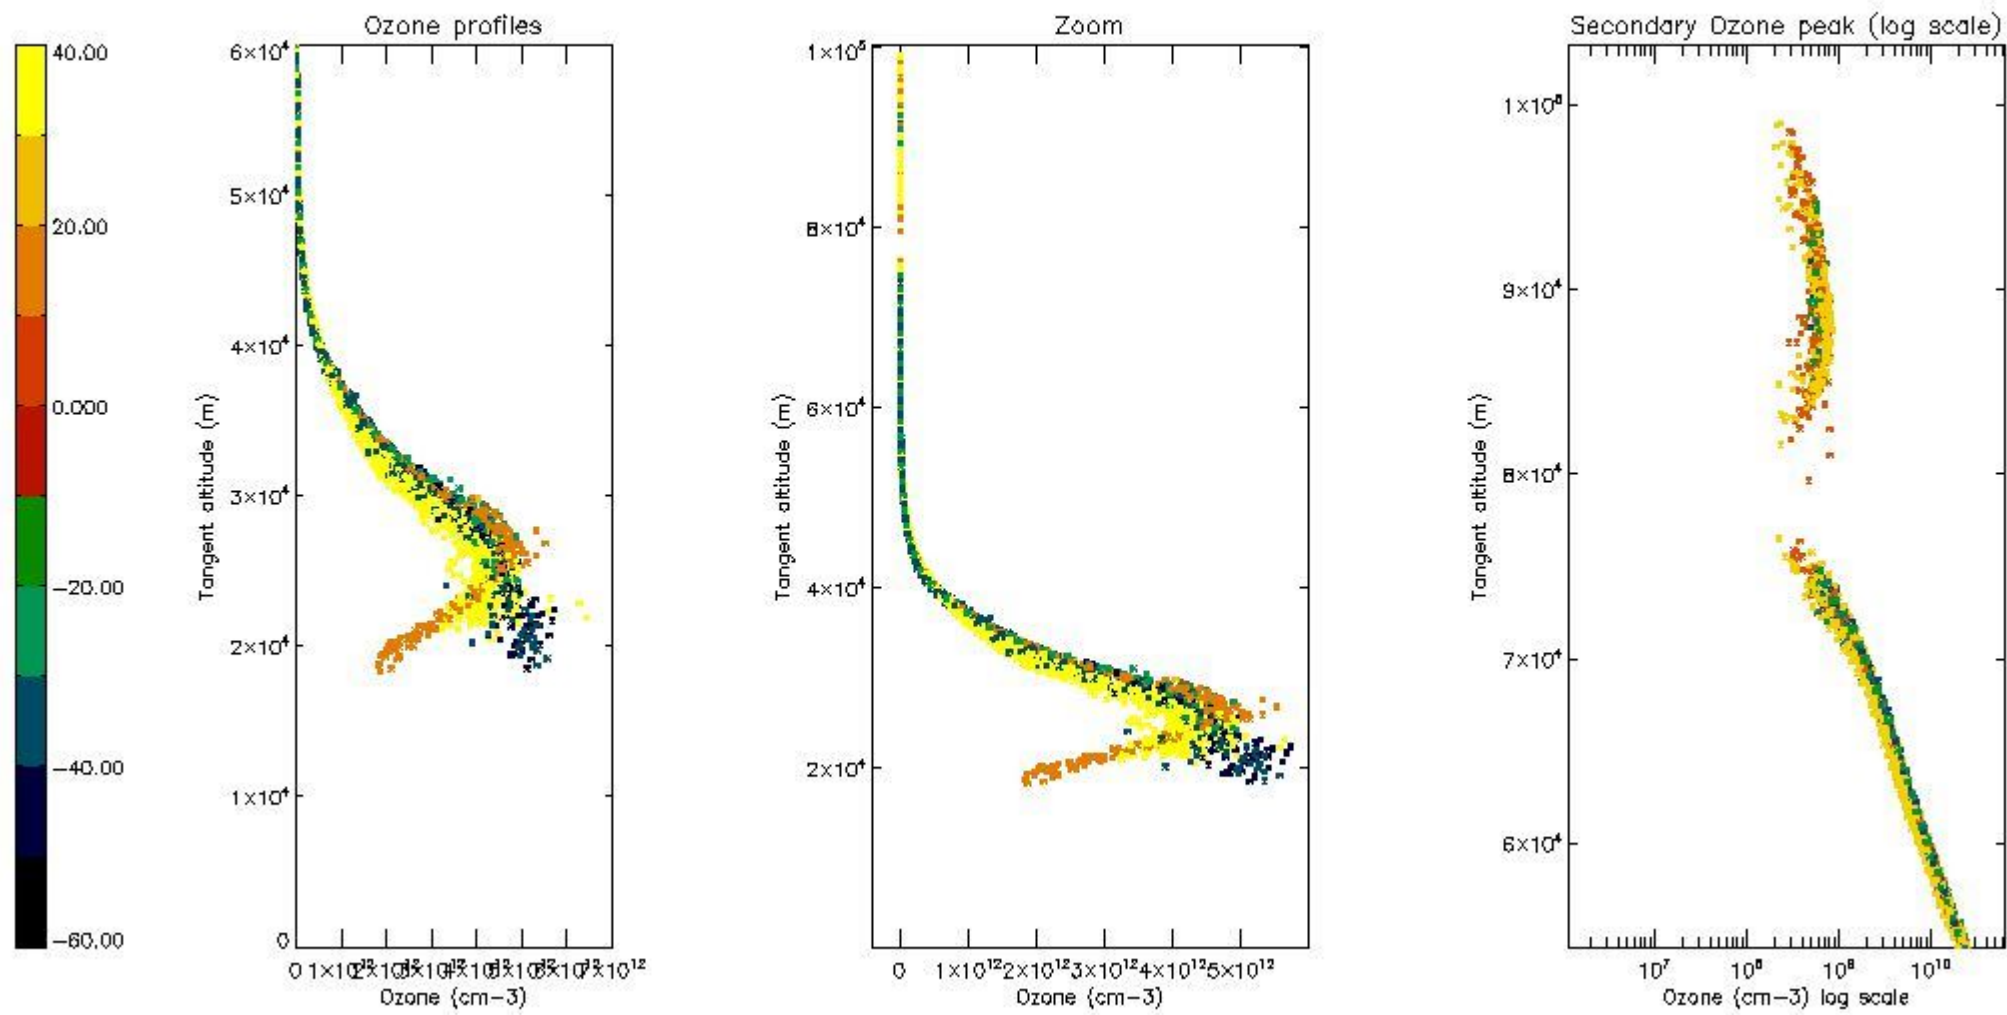 Ozone profiles
Zoom
Secondary Ozone peak (log scale)
40.00
20.00
0.000
-20.00
-40.00
-60.00
6×10⁴
5×10⁴
4×10⁴
3×10⁴
2×10⁴
1×10⁴
0
Tangent altitude (m)
Ozone (cm-3)
1×10⁵
8×10⁴
6×10⁴
4×10⁴
2×10⁴
Tangent altitude (m)
0 1×10¹² 2×10¹² 3×10¹² 4×10¹² 5×10¹²
Ozone (cm-3)
9×10⁴
8×10⁴
7×10⁴
6×10⁴
Tangent altitude (m)
10⁷ 10⁸ 10⁹ 10¹⁰
Ozone (cm-3) log scale